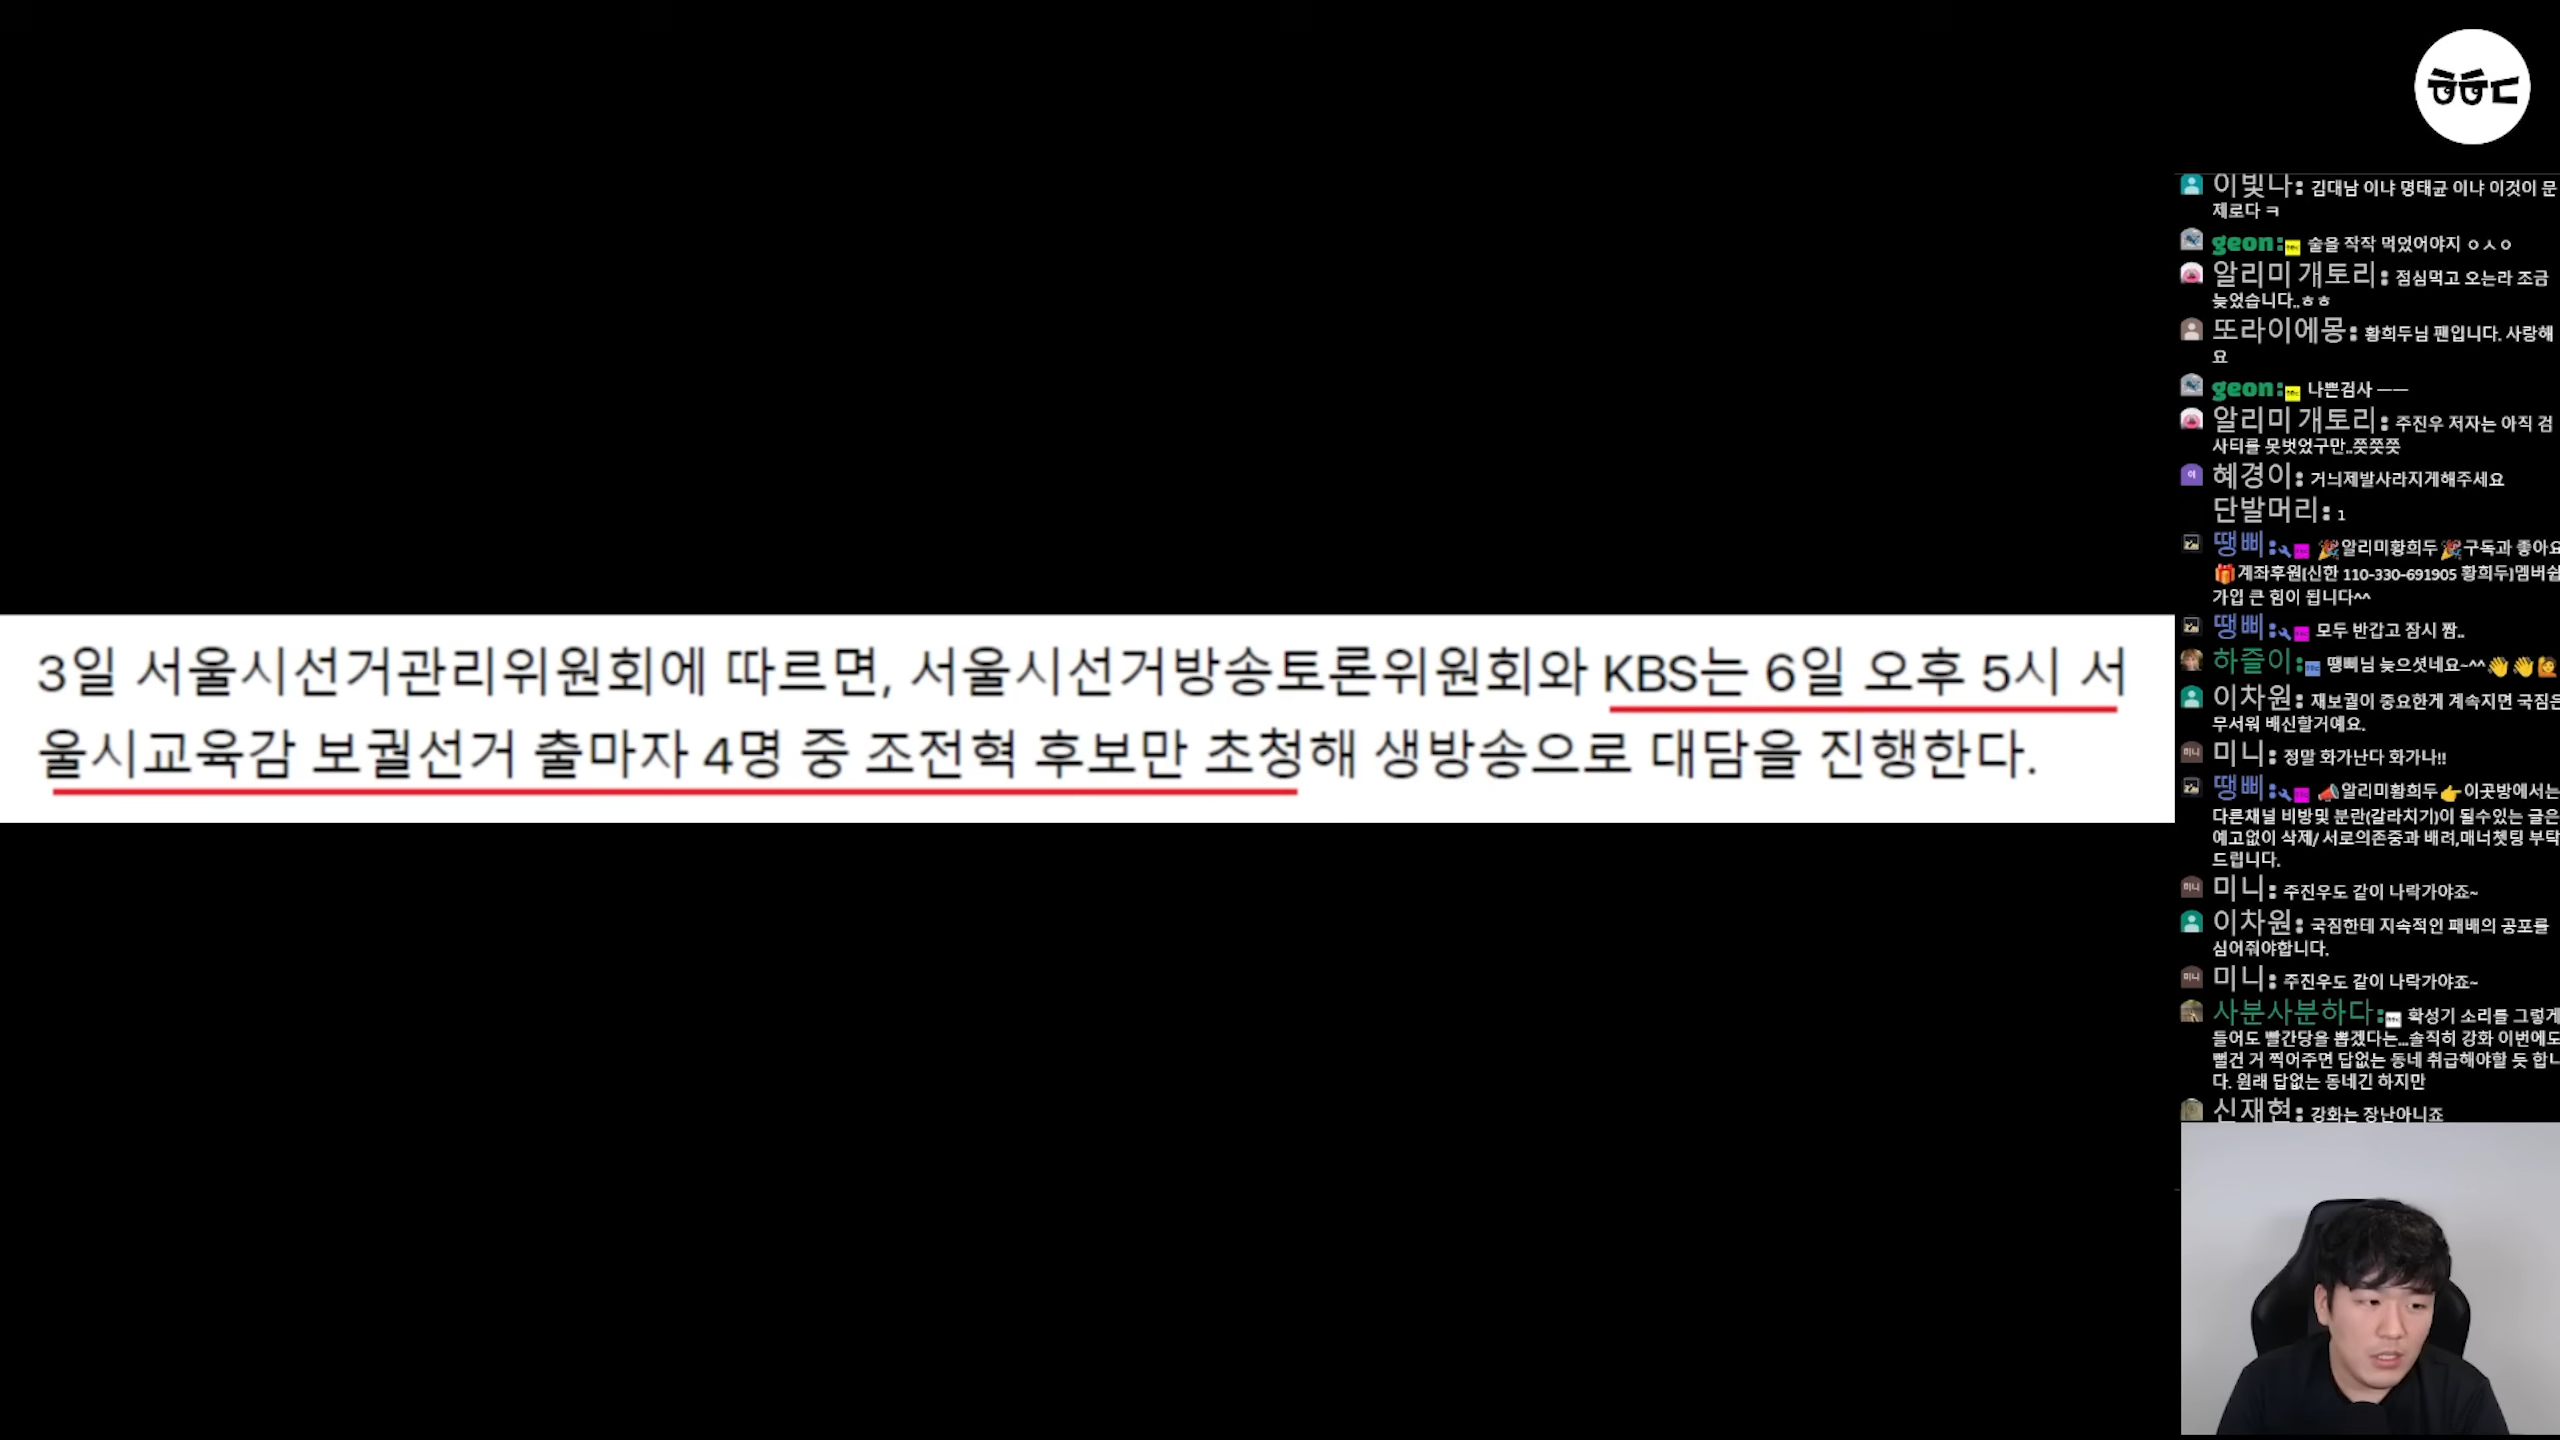 ㅎㅎㄷ
3일 서울시선거관리위원회에 따르면, 서울시선거방송토론위원회와 KBS는 6일 오후 5시 서
울시교육감 보궐선거 출마자 4명 중 조전혁 후보만 초청해 생방송으로 대담을 진행한다.
이빛나: 김대남 이냐 명태균 이냐 이것이 문
제로다 ㅋ
geon: 술을 작작 먹었어야지 ㅇㅅㅇ
알리미 개토리: 점심먹고 오는라 조금
늦었습니다..ㅎㅎ
또라이에몽: 황희두님 팬입니다. 사랑해
요
geon: 나쁜검사 ㅡㅡ
알리미 개토리: 주진우 저자는 아직 검
사티를 못벗었구만..쯧쯧쯧
이
혜경이: 거늬제발사라지게해주세요
단발머리: 1
땡삐: 🎉알리미황희두🎉구독과 좋아요
🎁계좌후원(신한 110-330-691905 황희두)멤버쉽
가입 큰 힘이 됩니다^^
땡삐: 모두 반갑고 잠시 짬..
하즐이: 땡삐님 늦으셧네요~^^👋👋🙋
이차원: 재보궐이 중요한게 계속지면 국짐은
무서워 배신할거예요.
미니 미니: 정말 화가난다 화가나!!
땡삐: 📣알리미황희두👉이곳방에서는
다른채널 비방및 분란(갈라치기)이 될수있는 글은
예고없이 삭제/ 서로의존중과 배려,매너쳇팅 부탁
드립니다.
미니 미니: 주진우도 같이 나락가야죠~
이차원: 국짐한테 지속적인 패배의 공포를
심어줘야합니다.
미니 미니: 주진우도 같이 나락가야죠~
사분사분하다: 확성기 소리를 그렇게
들어도 빨간당을 뽑겠다는...솔직히 강화 이번에도
뻘건 거 찍어주면 답없는 동네 취급해야할 듯 합니
다. 원래 답없는 동네긴 하지만
신재현: 강화는 장난아니죠